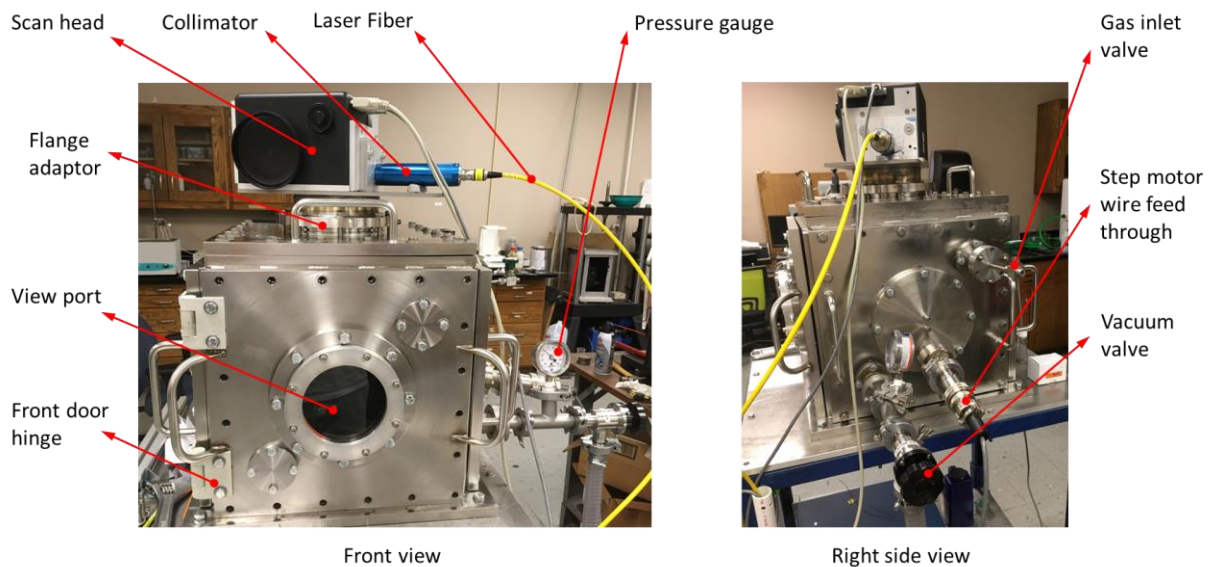 Scan head
Collimator
Laser Fiber
Pressure gauge
Gas inlet
valve
Flange
adaptor
Step motor
wire feed
through
View port
Vacuum
valve
Front door
hinge
Front view
Right side view